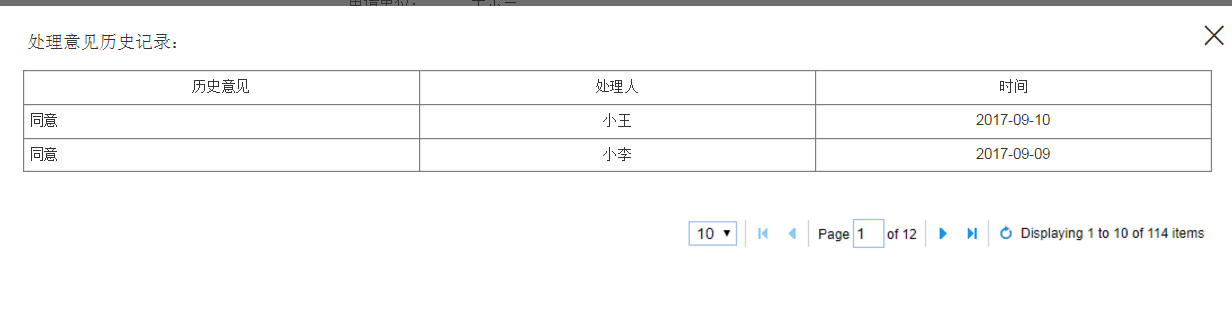 处理意见历史记录：
历史意见 处理人 时间
同意 小王 2017-09-10
同意 小李 2017-09-09
10 Page 1 of 12 Displaying 1 to 10 of 114 items